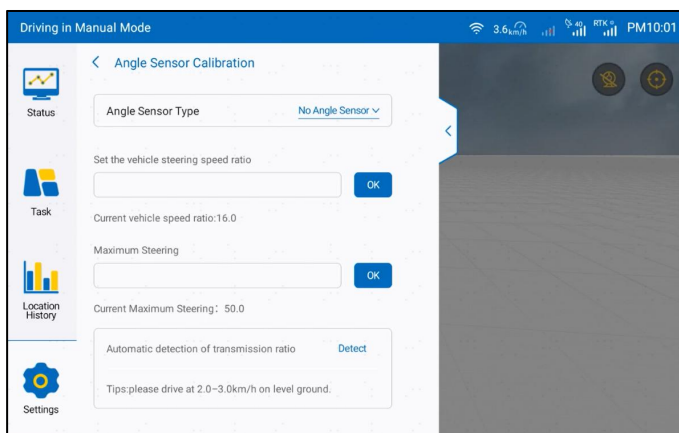 Driving in Manual Mode
3.6km/h
40
RTK
PM10:01
Angle Sensor Calibration
Status
Angle Sensor Type
No Angle Sensor
Set the vehicle steering speed ratio
OK
Task
Current vehicle speed ratio:16.0
Maximum Steering
OK
Location
History
Current Maximum Steering: 50.0
Automatic detection of transmission ratio
Detect
Tips:please drive at 2.0–3.0km/h on level ground.
Settings